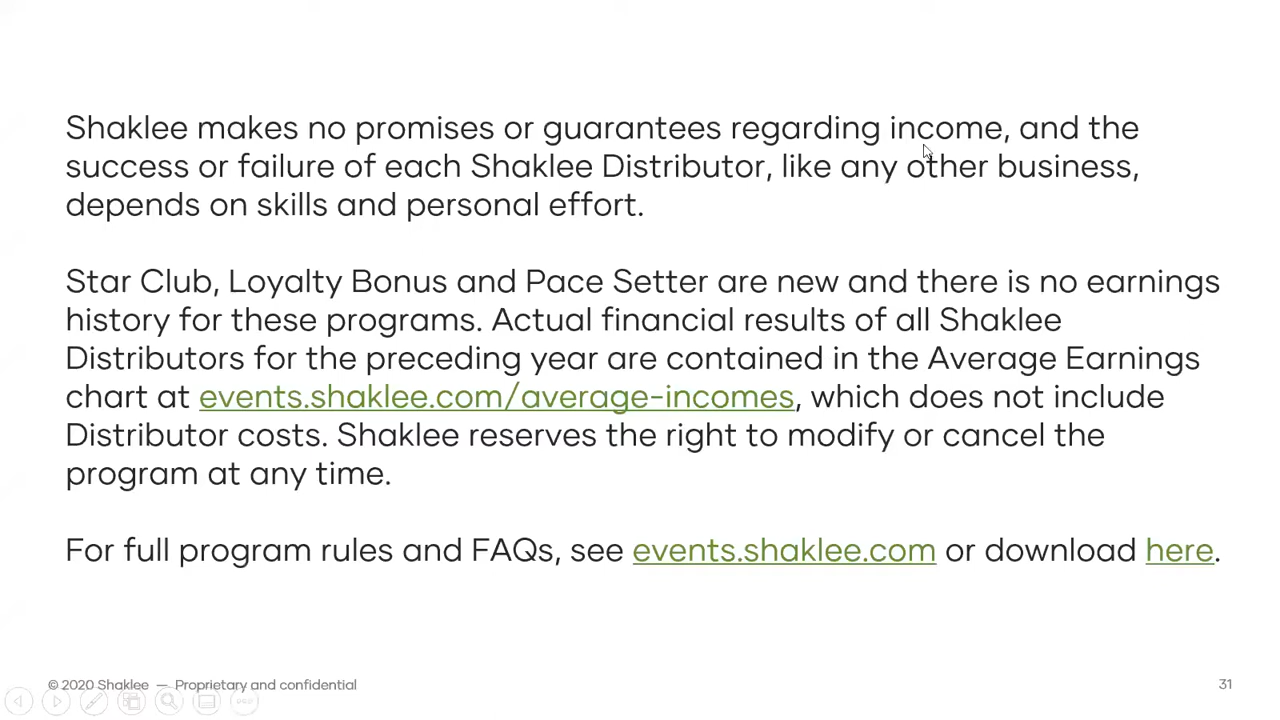 Shaklee makes no promises or guarantees regarding income, and the
success or failure of each Shaklee Distributor, like any other business,
depends on skills and personal effort.
Star Club, Loyalty Bonus and Pace Setter are new and there is no earnings
history for these programs. Actual financial results of all Shaklee
Distributors for the preceding year are contained in the Average Earnings
chart at events.shaklee.com/average-incomes, which does not include
Distributor costs. Shaklee reserves the right to modify or cancel the
program at any time.
For full program rules and FAQs, see events.shaklee.com or download here.
© 2020 Shaklee — Proprietary and confidential
31